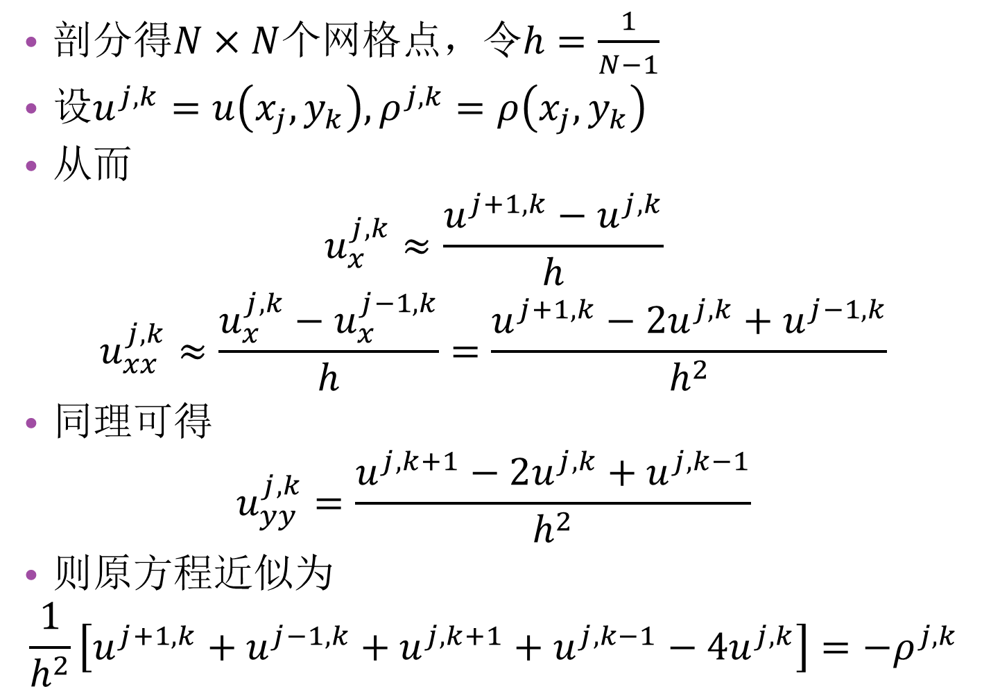 • 剖分得$N \times N$个网格点，令$h = \frac{1}{N-1}$
• 设$u^{j,k} = u(x_j, y_k), \rho^{j,k} = \rho(x_j, y_k)$
• 从而
$u_x^{j,k} \approx \frac{u^{j+1,k} - u^{j,k}}{h}$
$u_{xx}^{j,k} \approx \frac{u_x^{j,k} - u_x^{j-1,k}}{h} = \frac{u^{j+1,k} - 2u^{j,k} + u^{j-1,k}}{h^2}$
• 同理可得
$u_{yy}^{j,k} = \frac{u^{j,k+1} - 2u^{j,k} + u^{j,k-1}}{h^2}$
• 则原方程近似为
$\frac{1}{h^2}[u^{j+1,k} + u^{j-1,k} + u^{j,k+1} + u^{j,k-1} - 4u^{j,k}] = -\rho^{j,k}$